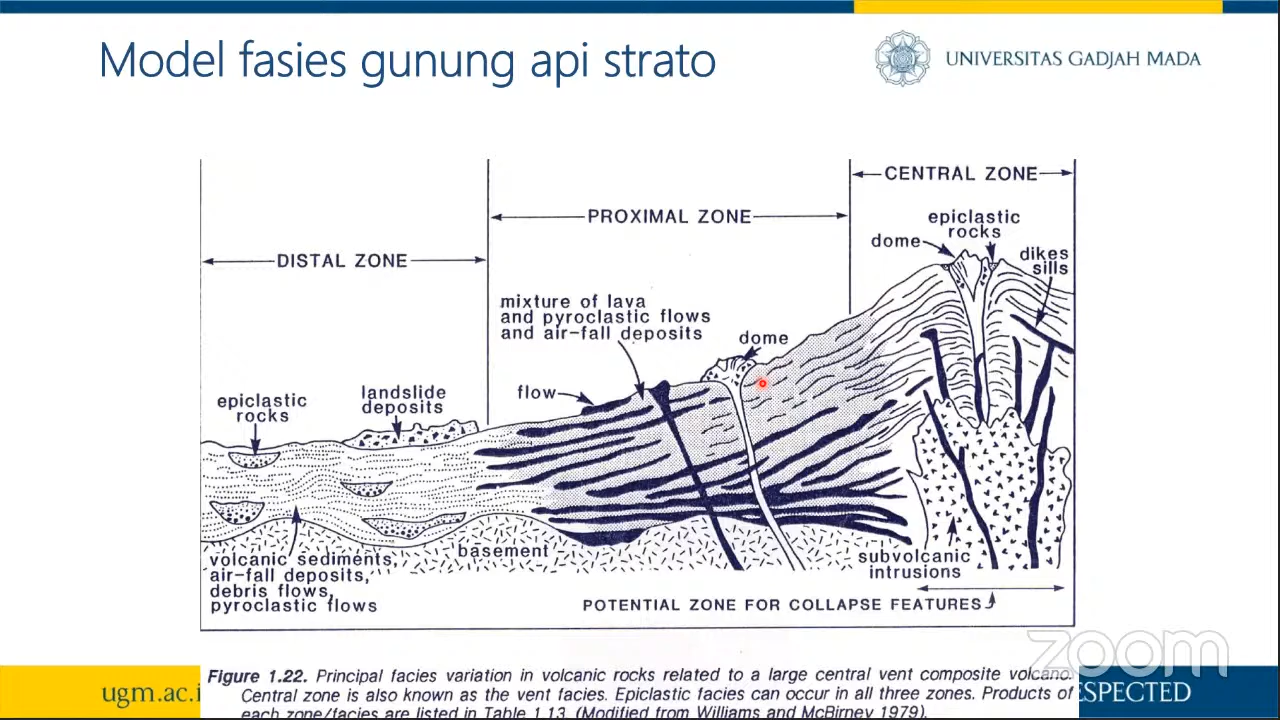 Model fasies gunung api strato
UNIVERSITAS GADJAH MADA
CENTRAL ZONE
PROXIMAL ZONE
DISTAL ZONE
epiclastic
rocks
dome
dikes
sills
mixture of lava
and pyroclastic flows
and air-fall deposits
dome
flow
landslide
deposits
epiclastic
rocks
basement
volcanic sediments,
air-fall deposits,
debris flows,
pyroclastic flows
subvolcanic
intrusions
POTENTIAL ZONE FOR COLLAPSE FEATURES
zoom
Figure 1.22. Principal facies variation in volcanic rocks related to a large central vent composite volcano.
Central zone is also known as the vent facies. Epiclastic facies can occur in all three zones. Products of
each zone/facies are listed in Table 1.13. (Modified from Williams and McBirney 1979).
ugm.ac.i
ESPECTED